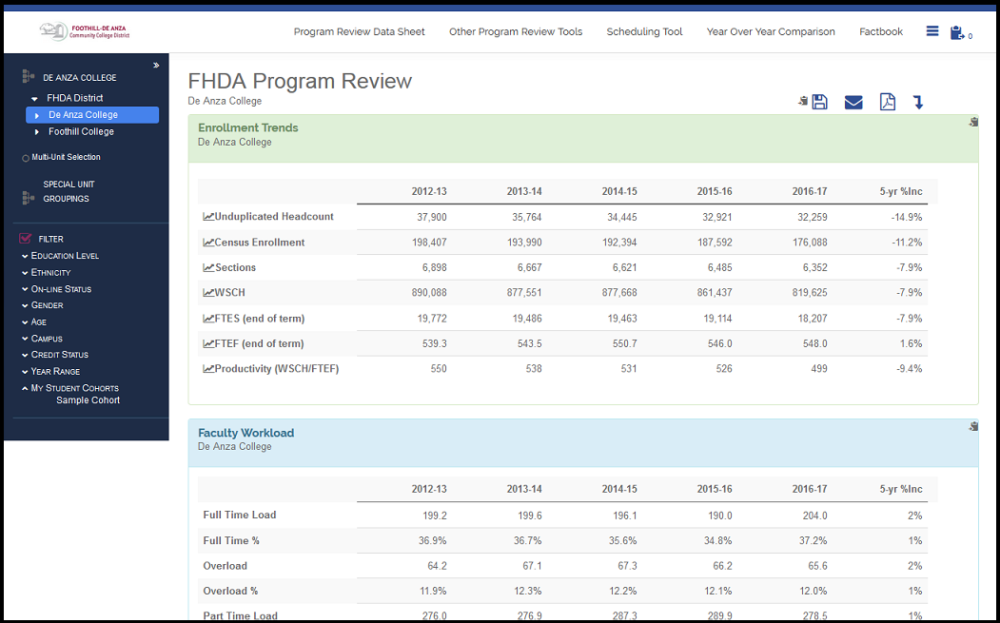 FOOTHILL-DE ANZA
Community College District
Program Review Data Sheet Other Program Review Tools Scheduling Tool Year Over Year Comparison Factbook 0
»
DE ANZA COLLEGE
FHDA District
De Anza College
Foothill College
Multi-Unit Selection
SPECIAL UNIT
GROUPINGS
FILTER
EDUCATION LEVEL
ETHNICITY
ON-LINE STATUS
GENDER
AGE
CAMPUS
CREDIT STATUS
YEAR RANGE
MY STUDENT COHORTS
Sample Cohort
FHDA Program Review
De Anza College
Enrollment Trends
De Anza College
2012-13 2013-14 2014-15 2015-16 2016-17 5-yr %Inc
Unduplicated Headcount 37,900 35,764 34,445 32,921 32,259 -14.9%
Census Enrollment 198,407 193,990 192,394 187,592 176,088 -11.2%
Sections 6,898 6,667 6,621 6,485 6,352 -7.9%
WSCH 890,088 877,551 877,668 861,437 819,625 -7.9%
FTES (end of term) 19,772 19,486 19,463 19,114 18,207 -7.9%
FTEF (end of term) 539.3 543.5 550.7 546.0 548.0 1.6%
Productivity (WSCH/FTEF) 550 538 531 526 499 -9.4%
Faculty Workload
De Anza College
2012-13 2013-14 2014-15 2015-16 2016-17 5-yr %Inc
Full Time Load 199.2 199.6 196.1 190.0 204.0 2%
Full Time % 36.9% 36.7% 35.6% 34.8% 37.2% 1%
Overload 64.2 67.1 67.3 66.2 65.6 2%
Overload % 11.9% 12.3% 12.2% 12.1% 12.0% 1%
Part Time Load 276.0 276.9 287.3 289.9 278.5 1%